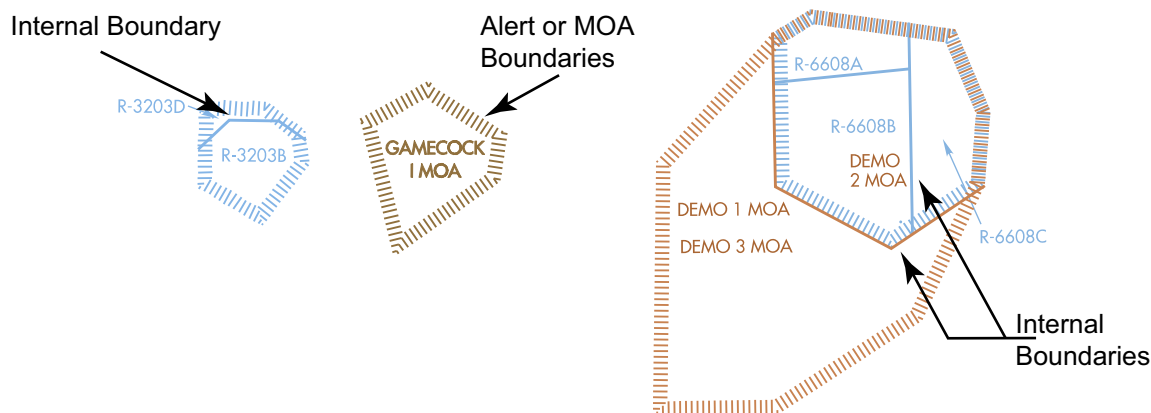 Internal Boundary
R-3203D
R-3203B
Alert or MOA
Boundaries
GAMECOCK
I MOA
R-6608A
R-6608B
DEMO
2 MOA
DEMO 1 MOA
DEMO 3 MOA
R-6608C
Internal
Boundaries